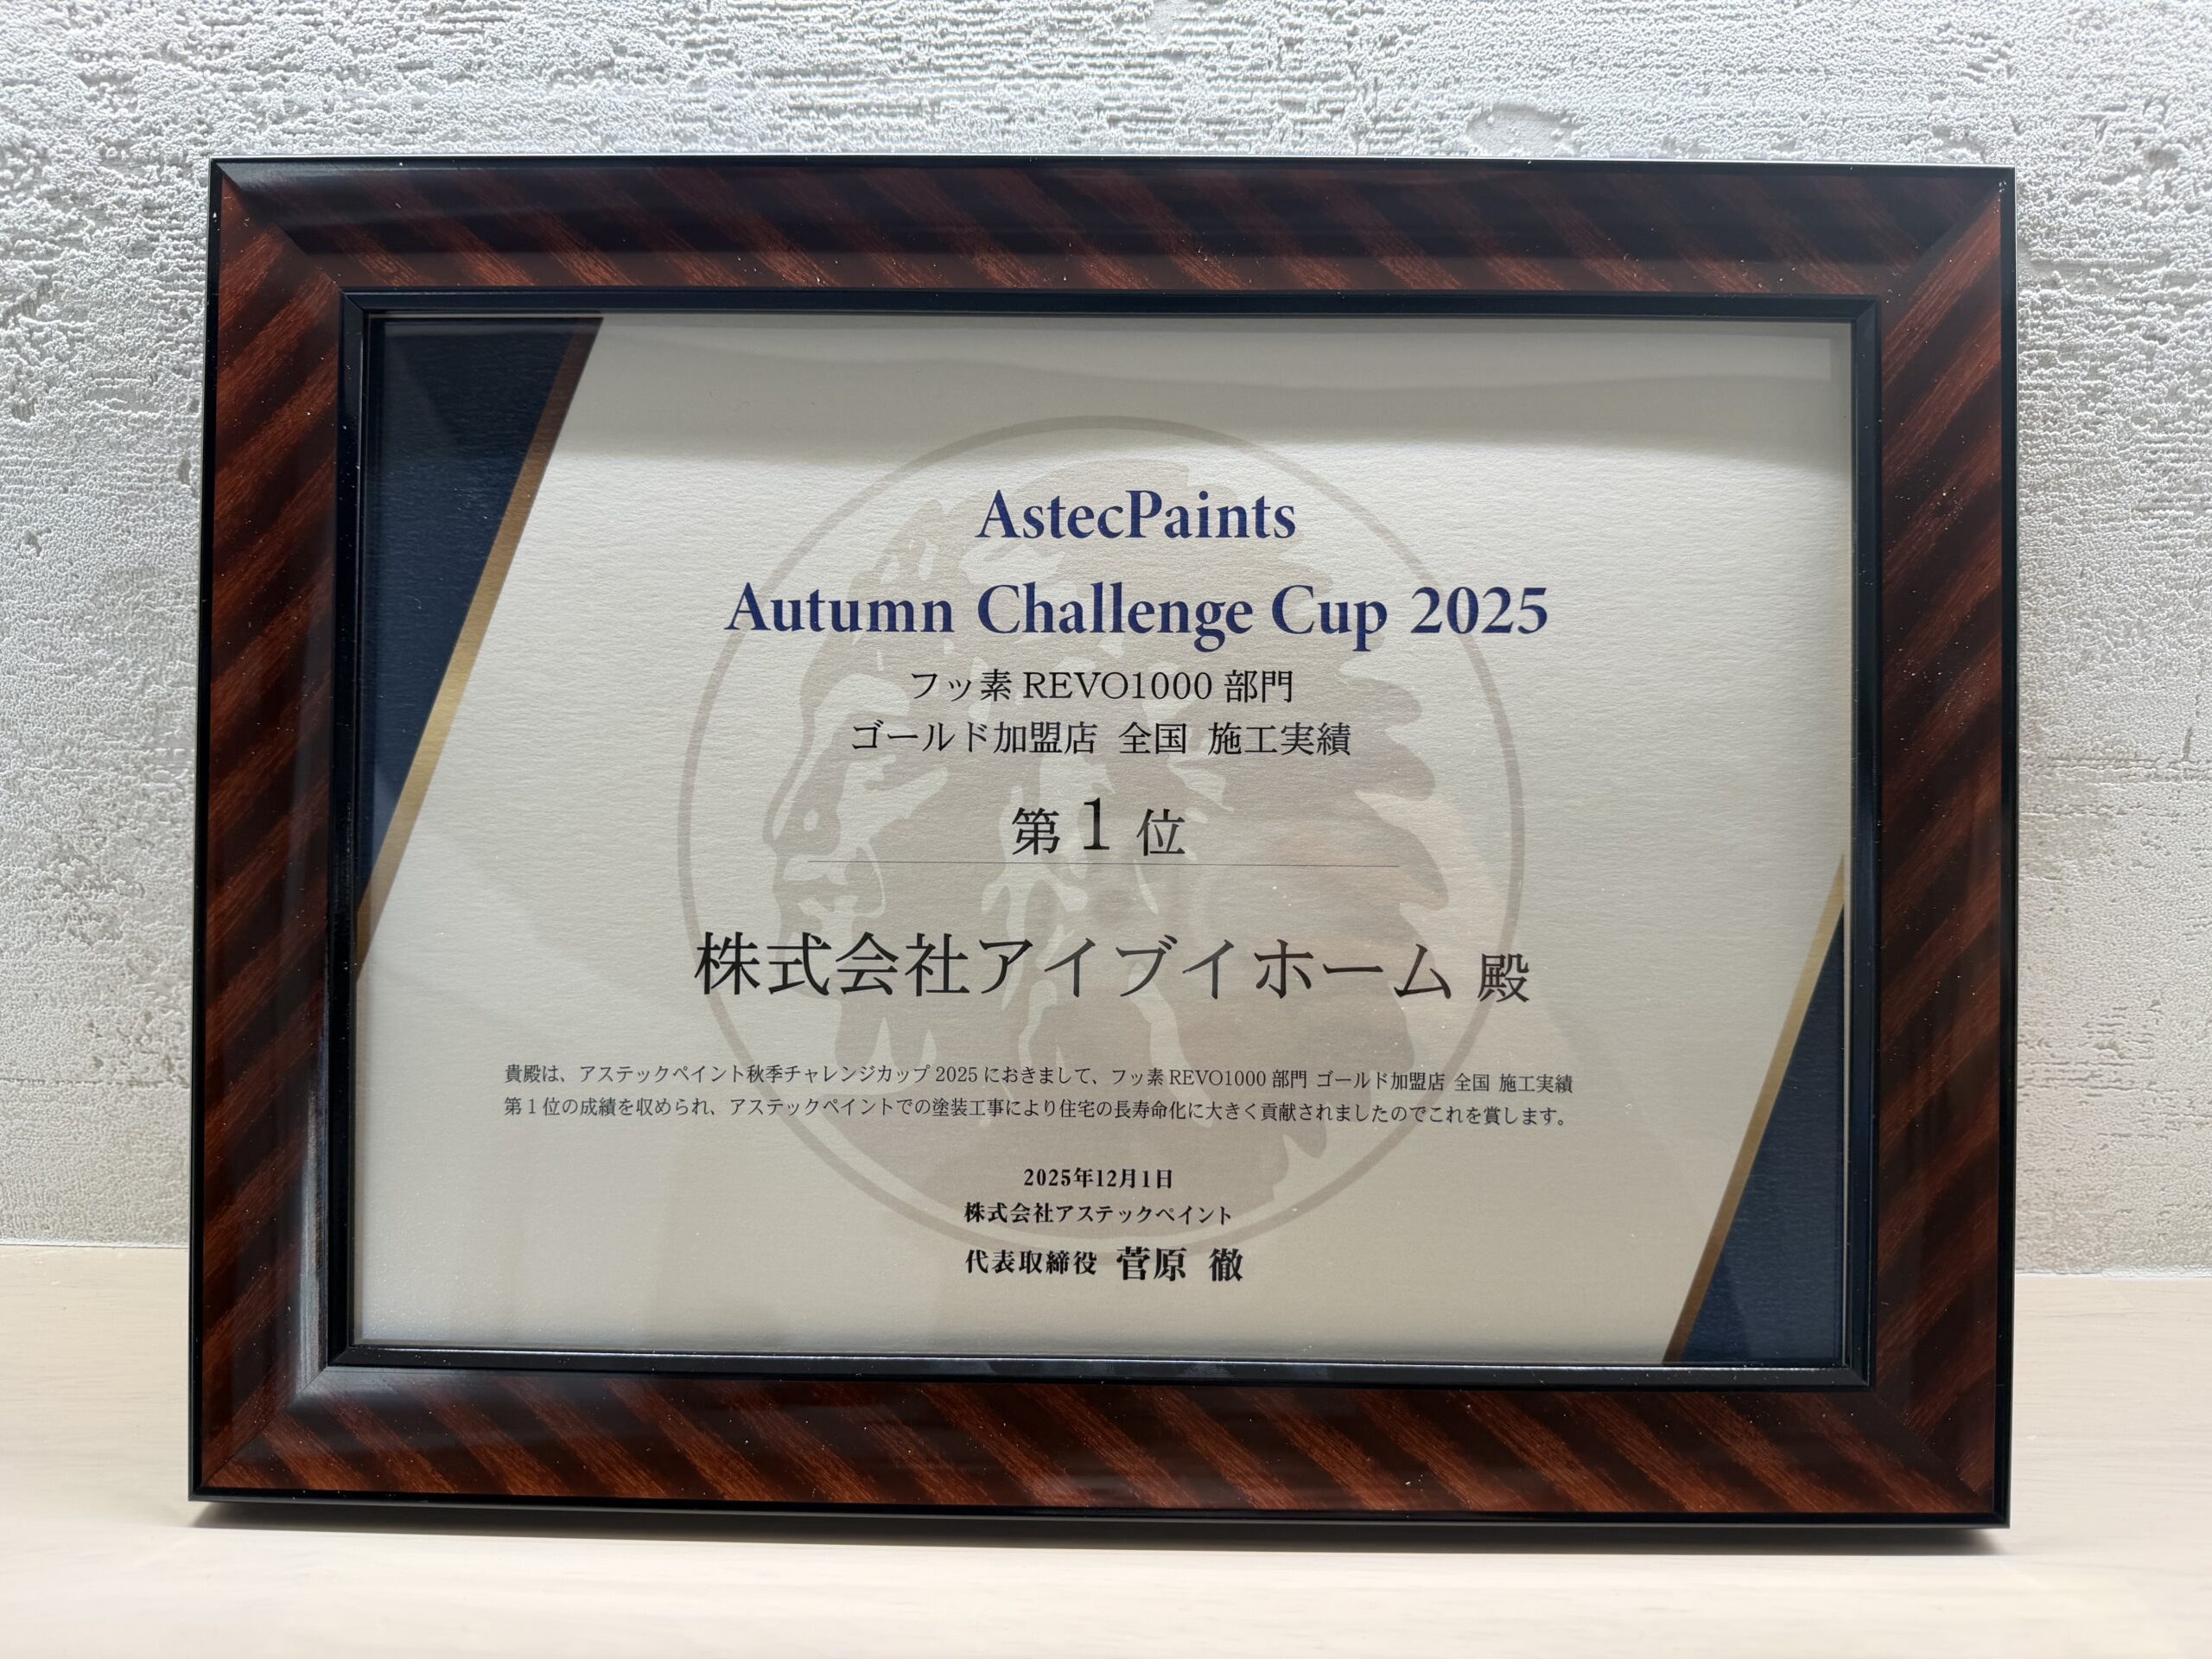 AstecPaints
Autumn Challenge Cup 2025
フッ素 REVO1000 部門
ゴールド加盟店 全国 施工実績
第 1 位
株式会社アイブイホーム 殿
貴殿は、アステックペイント秋季チャレンジカップ 2025 におきまして、フッ素 REVO1000 部門 ゴールド加盟店 全国 施工実績
第 1 位の成績を収められ、アステックペイントでの塗装工事により住宅の長寿命化に大きく貢献されましたのでこれを賞します。
2025年12月1日
株式会社アステックペイント
代表取締役 菅原 徹